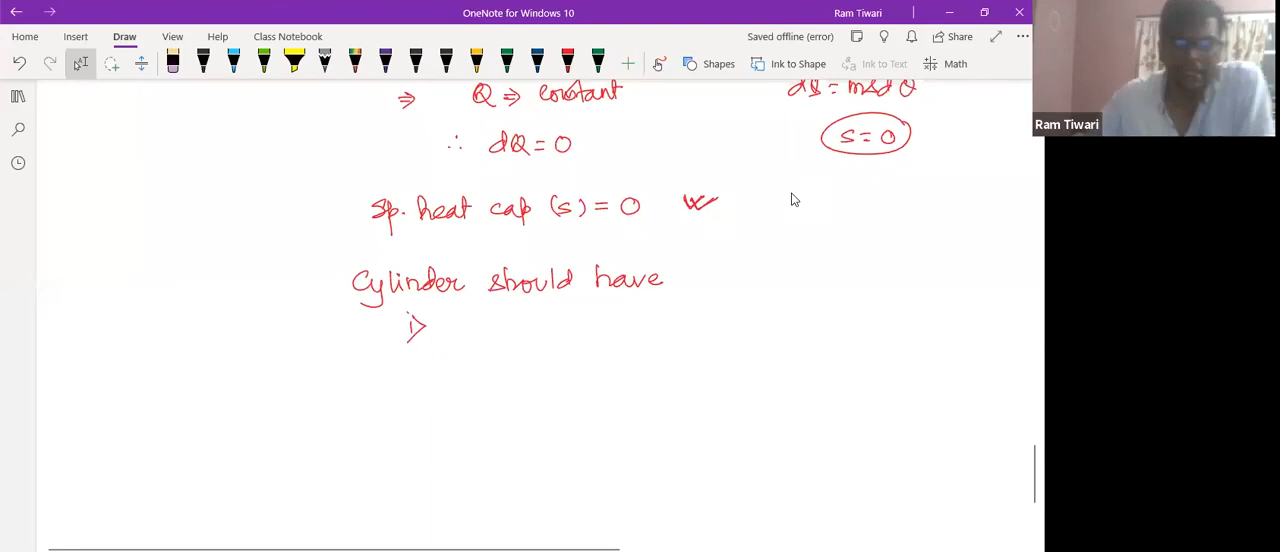 OneNote for Windows 10
Ram Tiwari
Home Insert Draw View Help Class Notebook
Saved offline (error)
Share
Shapes
Ink to Shape
Ink to Text
Math
Ram Tiwari
⇒ Q ⇒ constant
dQ = msdθ
∴ dQ = 0
s = 0
sp. heat cap (s) = 0
Cylinder should have
i>